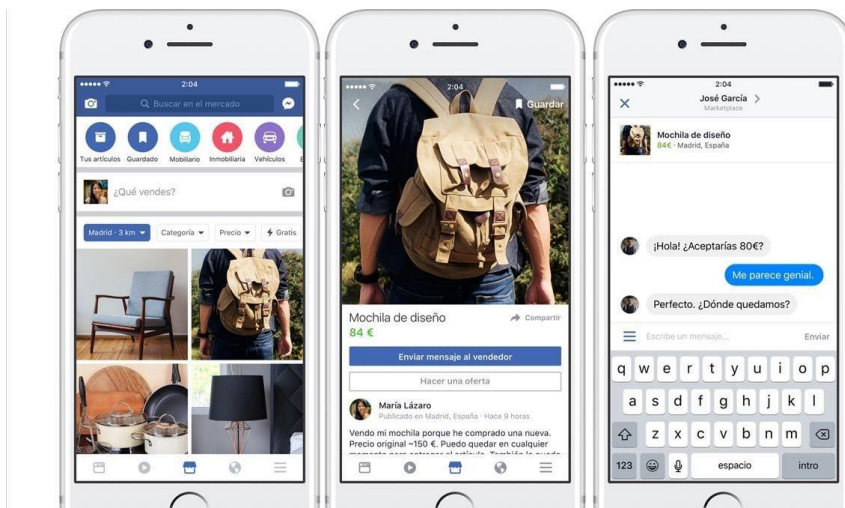 2:04
Buscar en el mercado
Tus artículos Guardado Mobiliario Inmobiliaria Vehículos
¿Qué vendes?
Madrid - 3 km Categoría Precio Gratis
2:04
Guardar
Mochila de diseño Compartir
84 €
Enviar mensaje al vendedor
Hacer una oferta
María Lázaro
Publicado en Madrid, España · Hace 9 horas
Vendo mi mochila porque he comprado una nueva.
Precio original ~150 €. Puedo quedar en cualquier
2:04
José García
Marketplace
Mochila de diseño
84€ · Madrid, España
¡Hola! ¿Aceptarías 80€?
Me parece genial.
Perfecto. ¿Dónde quedamos?
Escribe un mensaje... Enviar
q w e r t y u i o p
a s d f g h j k l
z x c v b n m
123 espacio intro